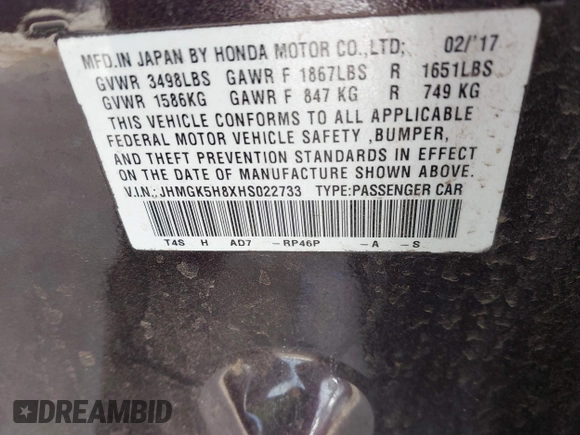 MFD.IN JAPAN BY HONDA MOTOR CO.,LTD; 02/'17
GVWR 3498LBS GAWR F 1867LBS R 1651LBS
GVWR 1586KG GAWR F 847 KG R 749 KG
THIS VEHICLE CONFORMS TO ALL APPLICABLE
FEDERAL MOTOR VEHICLE SAFETY ,BUMPER,
AND THEFT PREVENTION STANDARDS IN EFFECT
ON THE DATE OF MANUFACTURE SHOWN ABOVE.
V.IN.:JHMGK5H8XHS022733 TYPE:PASSENGER CAR
T4S H AD7 -RP46P -A -S
DREAMBID